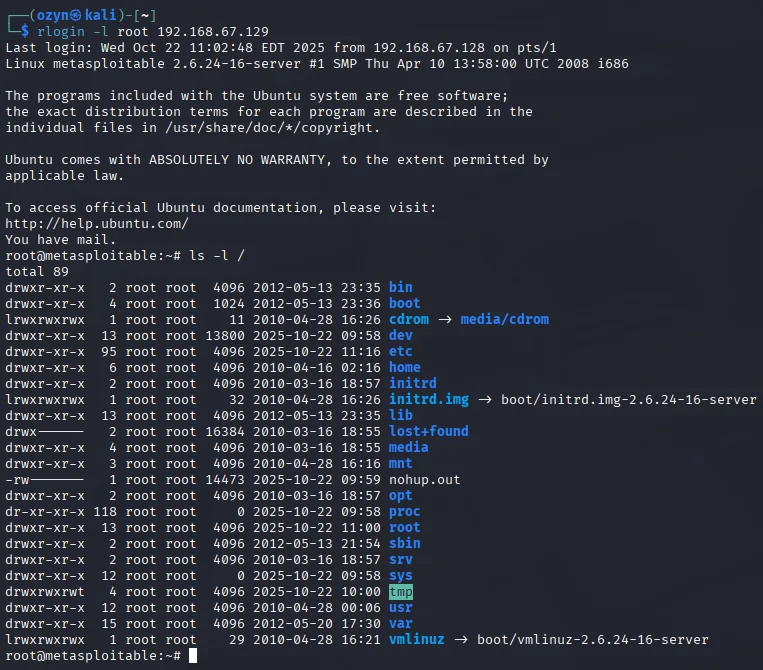 ┌──(ozyn㉿kali)-[~]
└─$ rlogin -l root 192.168.67.129
Last login: Wed Oct 22 11:02:48 EDT 2025 from 192.168.67.128 on pts/1
Linux metasploitable 2.6.24-16-server #1 SMP Thu Apr 10 13:58:00 UTC 2008 i686

The programs included with the Ubuntu system are free software;
the exact distribution terms for each program are described in the
individual files in /usr/share/doc/*/copyright.

Ubuntu comes with ABSOLUTELY NO WARRANTY, to the extent permitted by
applicable law.

To access official Ubuntu documentation, please visit:
http://help.ubuntu.com/
You have mail.
root@metasploitable:~# ls -l /
total 89
drwxr-xr-x   2 root root  4096 2012-05-13 23:35 bin
drwxr-xr-x   4 root root  1024 2012-05-13 23:36 boot
lrwxrwxrwx   1 root root    11 2010-04-28 16:26 cdrom -> media/cdrom
drwxr-xr-x  13 root root 13800 2025-10-22 09:58 dev
drwxr-xr-x  95 root root  4096 2025-10-22 11:16 etc
drwxr-xr-x   6 root root  4096 2010-04-16 02:16 home
drwxr-xr-x   2 root root  4096 2010-03-16 18:57 initrd
lrwxrwxrwx   1 root root    32 2010-04-28 16:26 initrd.img -> boot/initrd.img-2.6.24-16-server
drwxr-xr-x  13 root root  4096 2012-05-13 23:35 lib
drwx------   2 root root 16384 2010-03-16 18:55 lost+found
drwxr-xr-x   4 root root  4096 2010-03-16 18:55 media
drwxr-xr-x   3 root root  4096 2010-04-28 16:16 mnt
-rw-------   1 root root 14473 2025-10-22 09:59 nohup.out
drwxr-xr-x   2 root root  4096 2010-03-16 18:57 opt
dr-xr-xr-x 118 root root     0 2025-10-22 09:58 proc
drwxr-xr-x  13 root root  4096 2025-10-22 11:00 root
drwxr-xr-x   2 root root  4096 2012-05-13 21:54 sbin
drwxr-xr-x   2 root root  4096 2010-03-16 18:57 srv
drwxr-xr-x  12 root root     0 2025-10-22 09:58 sys
drwxrwxrwt   4 root root  4096 2025-10-22 10:00 tmp
drwxr-xr-x  12 root root  4096 2010-04-28 00:06 usr
drwxr-xr-x  15 root root  4096 2012-05-20 17:30 var
lrwxrwxrwx   1 root root    29 2010-04-28 16:21 vmlinuz -> boot/vmlinuz-2.6.24-16-server
root@metasploitable:~#